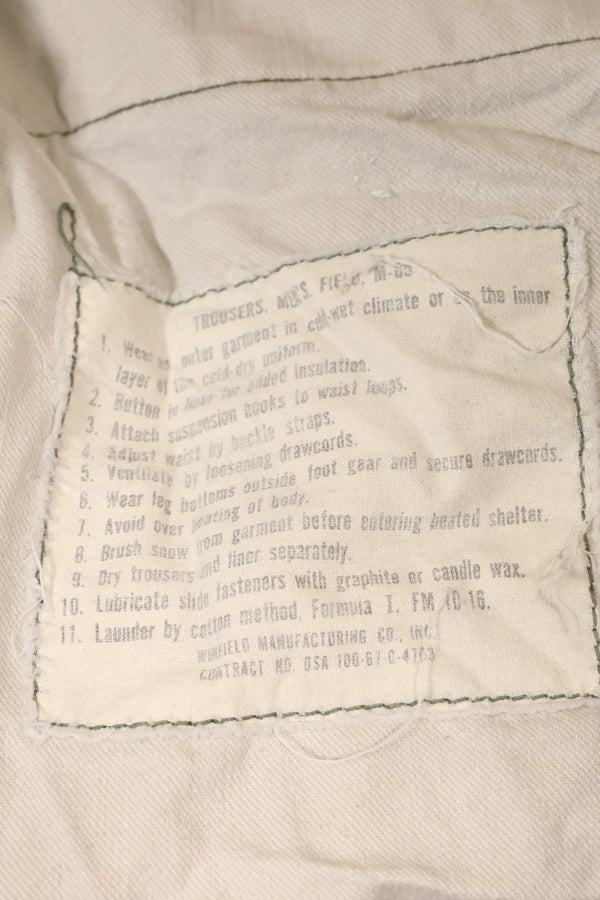 TROUSERS, MEN'S, FIELD, M-65
1. Wear as outer garment in cold-wet climate or as the inner
layer of the cold-dry uniform.
2. Button in liner for added insulation.
3. Attach suspension hooks to waist loops.
4. Adjust waist by buckle straps.
5. Ventilate by loosening drawcords.
6. Wear leg bottoms outside foot gear and secure drawcords.
7. Avoid over heating of body.
8. Brush snow from garment before entering heated shelter.
9. Dry trousers and liner separately.
10. Lubricate slide fasteners with graphite or candle wax.
11. Launder by cotton method, Formula I, FM 10-16.
WINFIELD MANUFACTURING CO., INC.
CONTRACT NO. DSA 100-67-C-4703